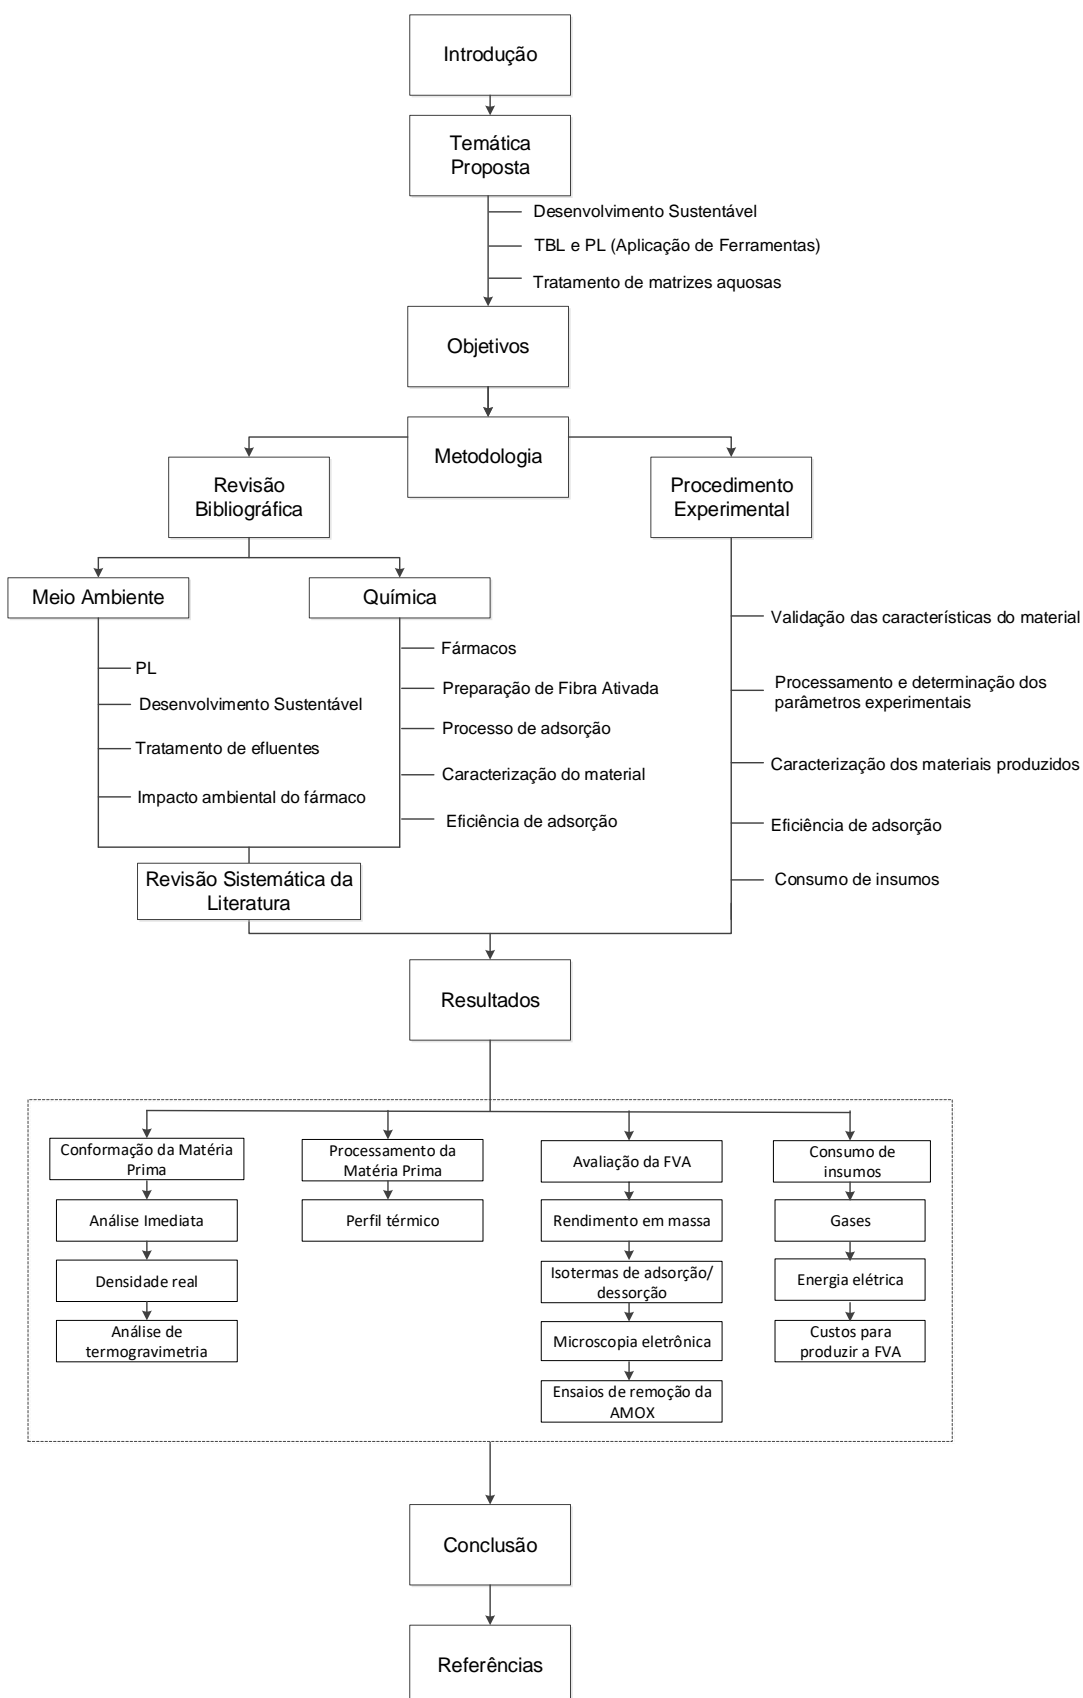 Introdução
Temática
Proposta
Desenvolvimento Sustentável
TBL e PL (Aplicação de Ferramentas)
Tratamento de matrizes aquosas
Objetivos
Metodologia
Revisão
Bibliográfica
Procedimento
Experimental
Meio Ambiente
Química
PL
Desenvolvimento Sustentável
Tratamento de efluentes
Impacto ambiental do fármaco
Fármacos
Preparação de Fibra Ativada
Processo de adsorção
Caracterização do material
Eficiência de adsorção
Validação das características do material
Processamento e determinação dos
parâmetros experimentais
Caracterização dos materiais produzidos
Eficiência de adsorção
Consumo de insumos
Revisão Sistemática da
Literatura
Resultados
Conformação da Matéria
Prima
Análise Imediata
Densidade real
Análise de
termogravimetria
Processamento da
Matéria Prima
Perfil térmico
Avaliação da FVA
Rendimento em massa
Isotermas de adsorção/
dessorção
Microscopia eletrônica
Ensaios de remoção da
AMOX
Consumo de
insumos
Gases
Energia elétrica
Custos para
produzir a FVA
Conclusão
Referências